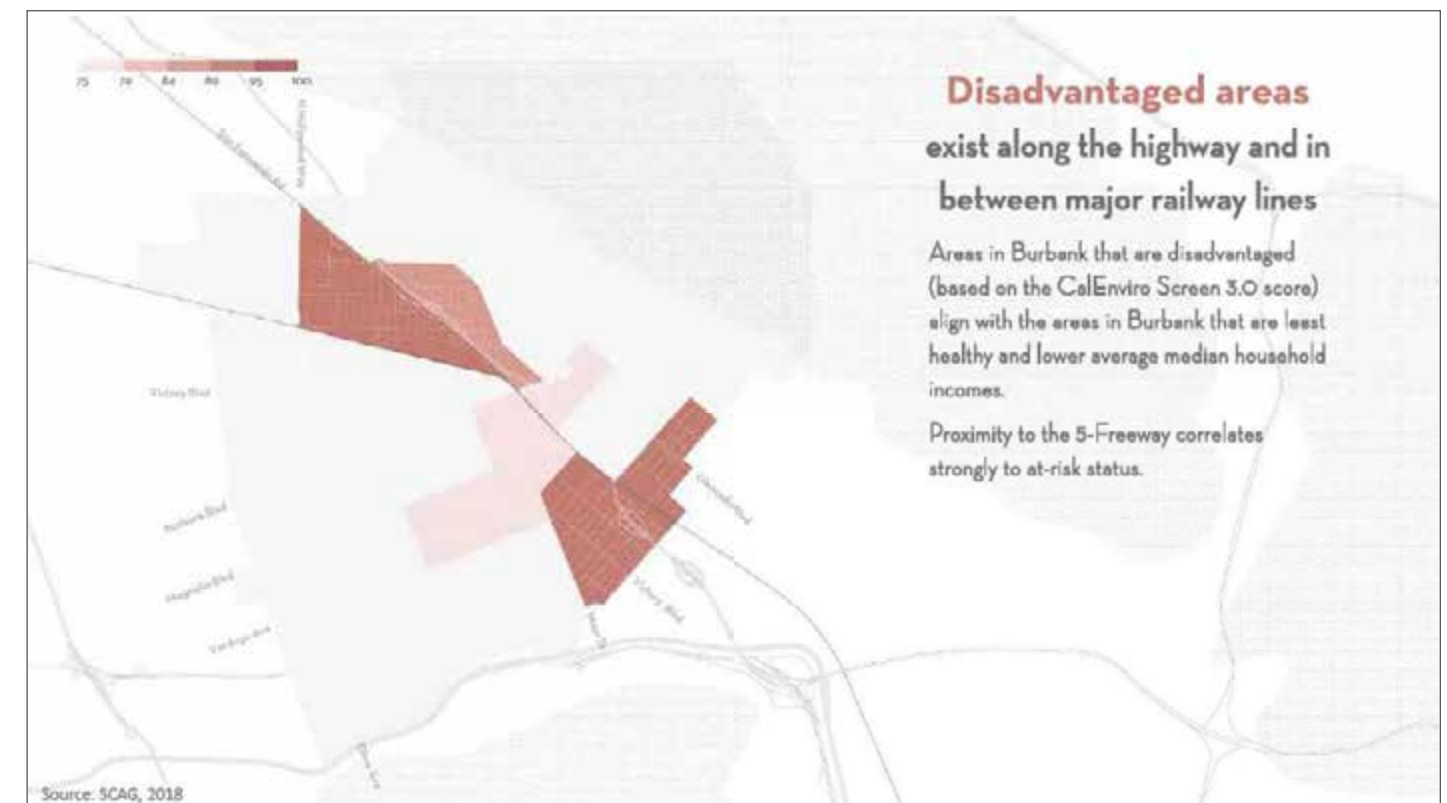 75 79 84 89 95 100
San Fernando Rd
Disadvantaged areas
exist along the highway and in
between major railway lines
Areas in Burbank that are disadvantaged
(based on the CalEnviro Screen 3.0 score)
align with the areas in Burbank that are least
healthy and lower average median household
incomes.
Proximity to the 5-Freeway correlates
strongly to at-risk status.
Victory Blvd
Burbank Blvd
Magnolia Blvd
Verdugo Ave
Victory Blvd
Source: SCAG, 2018